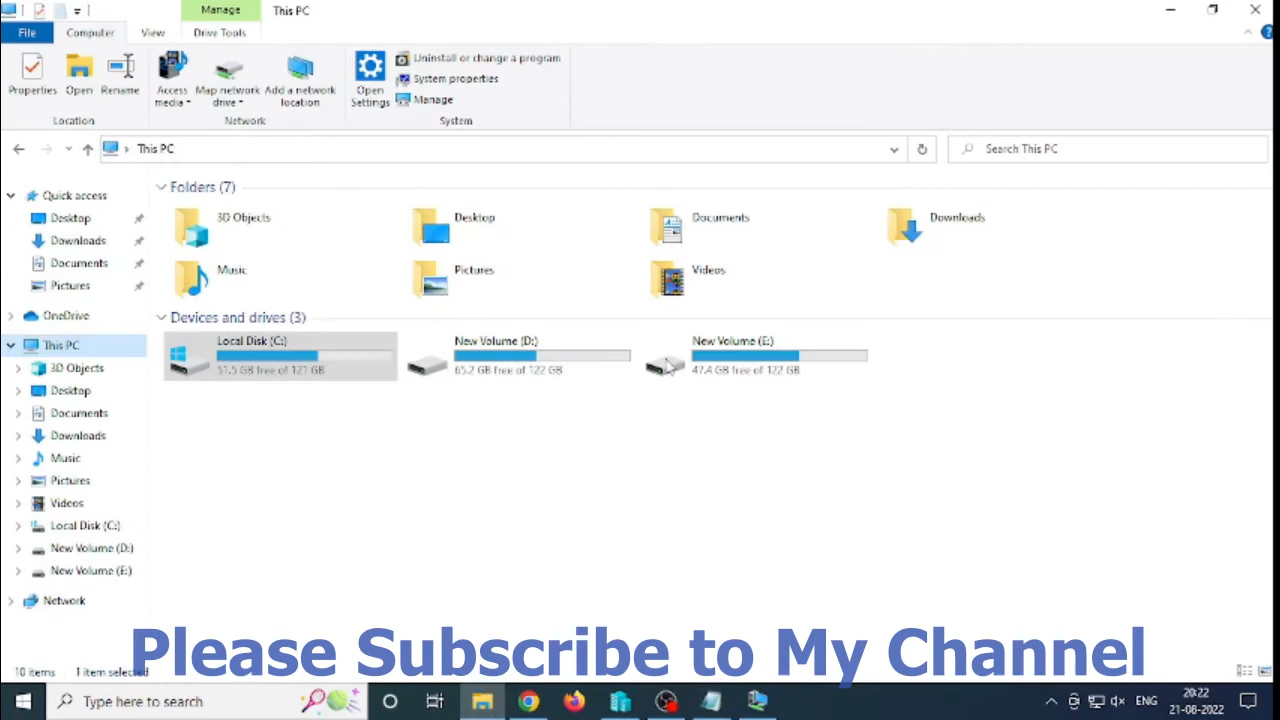 Manage
This PC
File
Computer
View
Drive Tools
Properties
Open
Rename
Access
media
Map network
drive
Add a network
location
Open
Settings
Uninstall or change a program
System properties
Manage
Location
Network
System
This PC
Search This PC
Quick access
Desktop
Downloads
Documents
Pictures
OneDrive
This PC
3D Objects
Desktop
Documents
Downloads
Music
Pictures
Videos
Local Disk (C:)
New Volume (D:)
New Volume (E:)
Network
Folders (7)
3D Objects
Desktop
Documents
Downloads
Music
Pictures
Videos
Devices and drives (3)
Local Disk (C:)
51.5 GB free of 121 GB
New Volume (D:)
65.2 GB free of 122 GB
New Volume (E:)
47.4 GB free of 122 GB
Please Subscribe to My Channel
10 items
1 item selected
Type here to search
ENG
20:22
21-08-2022